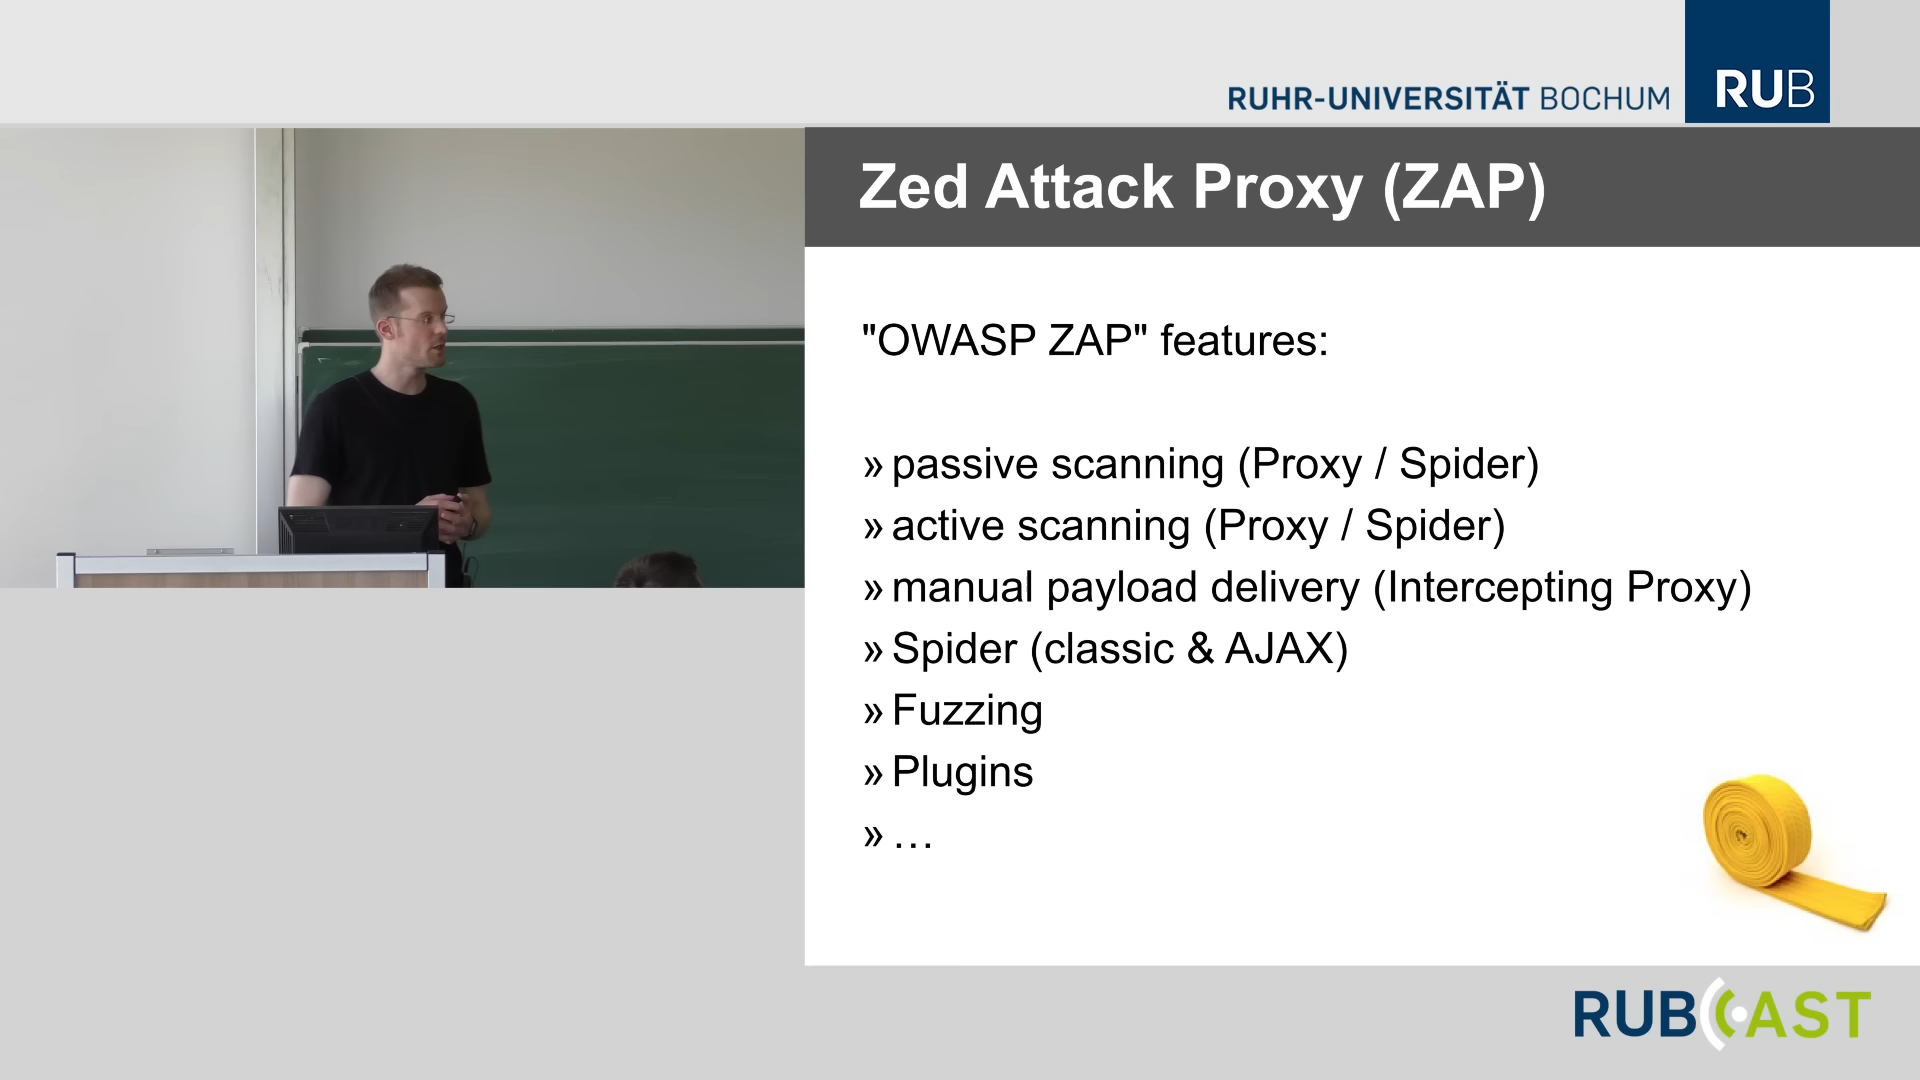 RUHR-UNIVERSITÄT BOCHUM RUB
Zed Attack Proxy (ZAP)
"OWASP ZAP" features:
» passive scanning (Proxy / Spider)
» active scanning (Proxy / Spider)
» manual payload delivery (Intercepting Proxy)
» Spider (classic & AJAX)
» Fuzzing
» Plugins
» …
RUBCAST